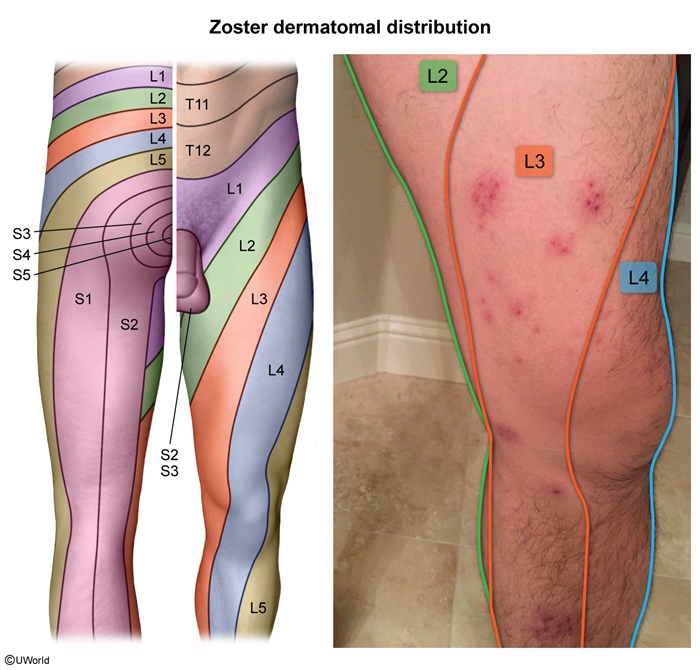 Zoster dermatomal distribution
L1
L2
L3
L4
L5
S3
S4
S5
S1
S2
T11
T12
L1
L2
L3
L4
S2
S3
L5
L2
L3
L4
©UWorld